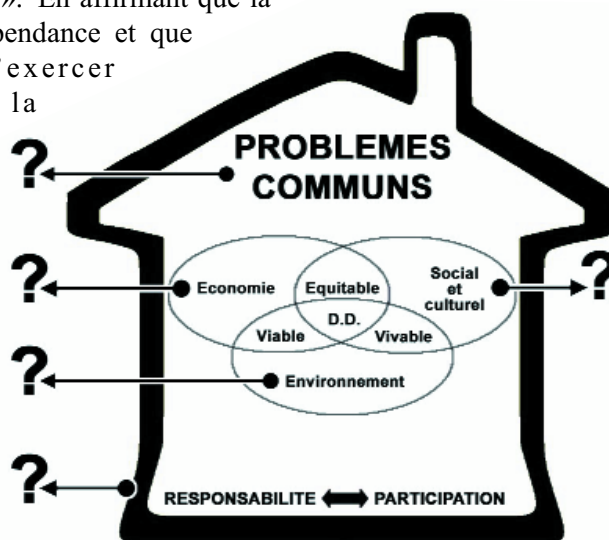 ». En affirmant que la
pendance et que
'exercer
la
PROBLEMES
COMMUNS
?
?
Economie
Equitable
Social
et
culturel
?
D.D.
Viable
Vivable
?
Environnement
?
RESPONSABILITE
PARTICIPATION